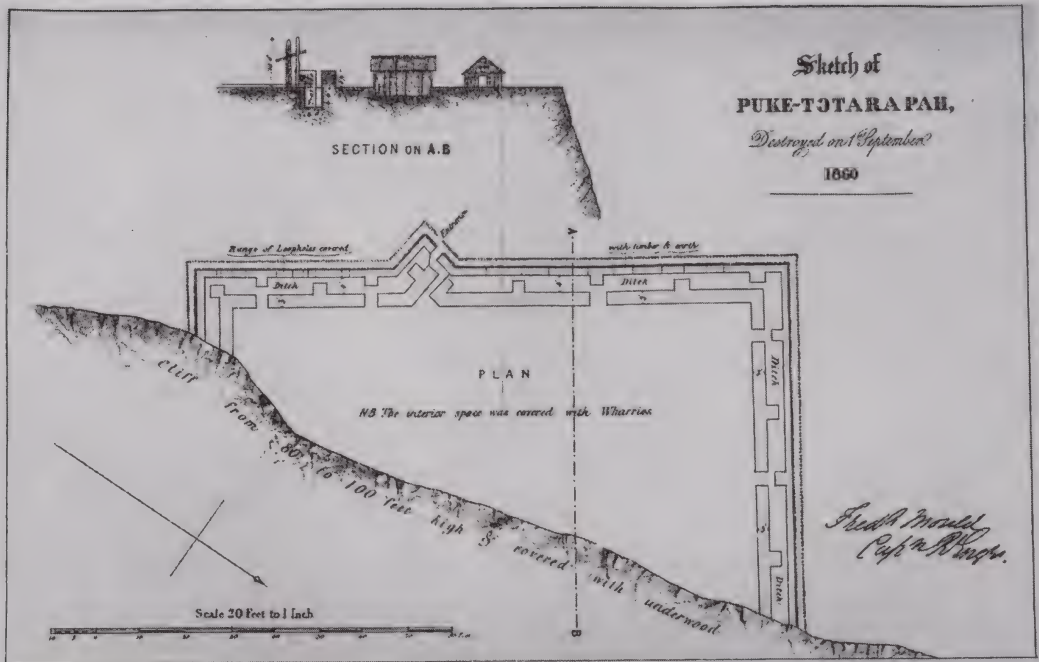 Sketch of
PUKE-TOTARA PAH,
Destroyed on 1st September
1860
SECTION ON A.B
Entrance
A
Range of Loopholes covered
with timber & earth
Ditch
Ditch
Ditch
Ditch
PLAN
NB The interior space was covered with Wharries
Cliff from 80 to 100 feet high & covered with underwood
B
Scale 20 Feet to 1 Inch
Fredk Mould
Capt